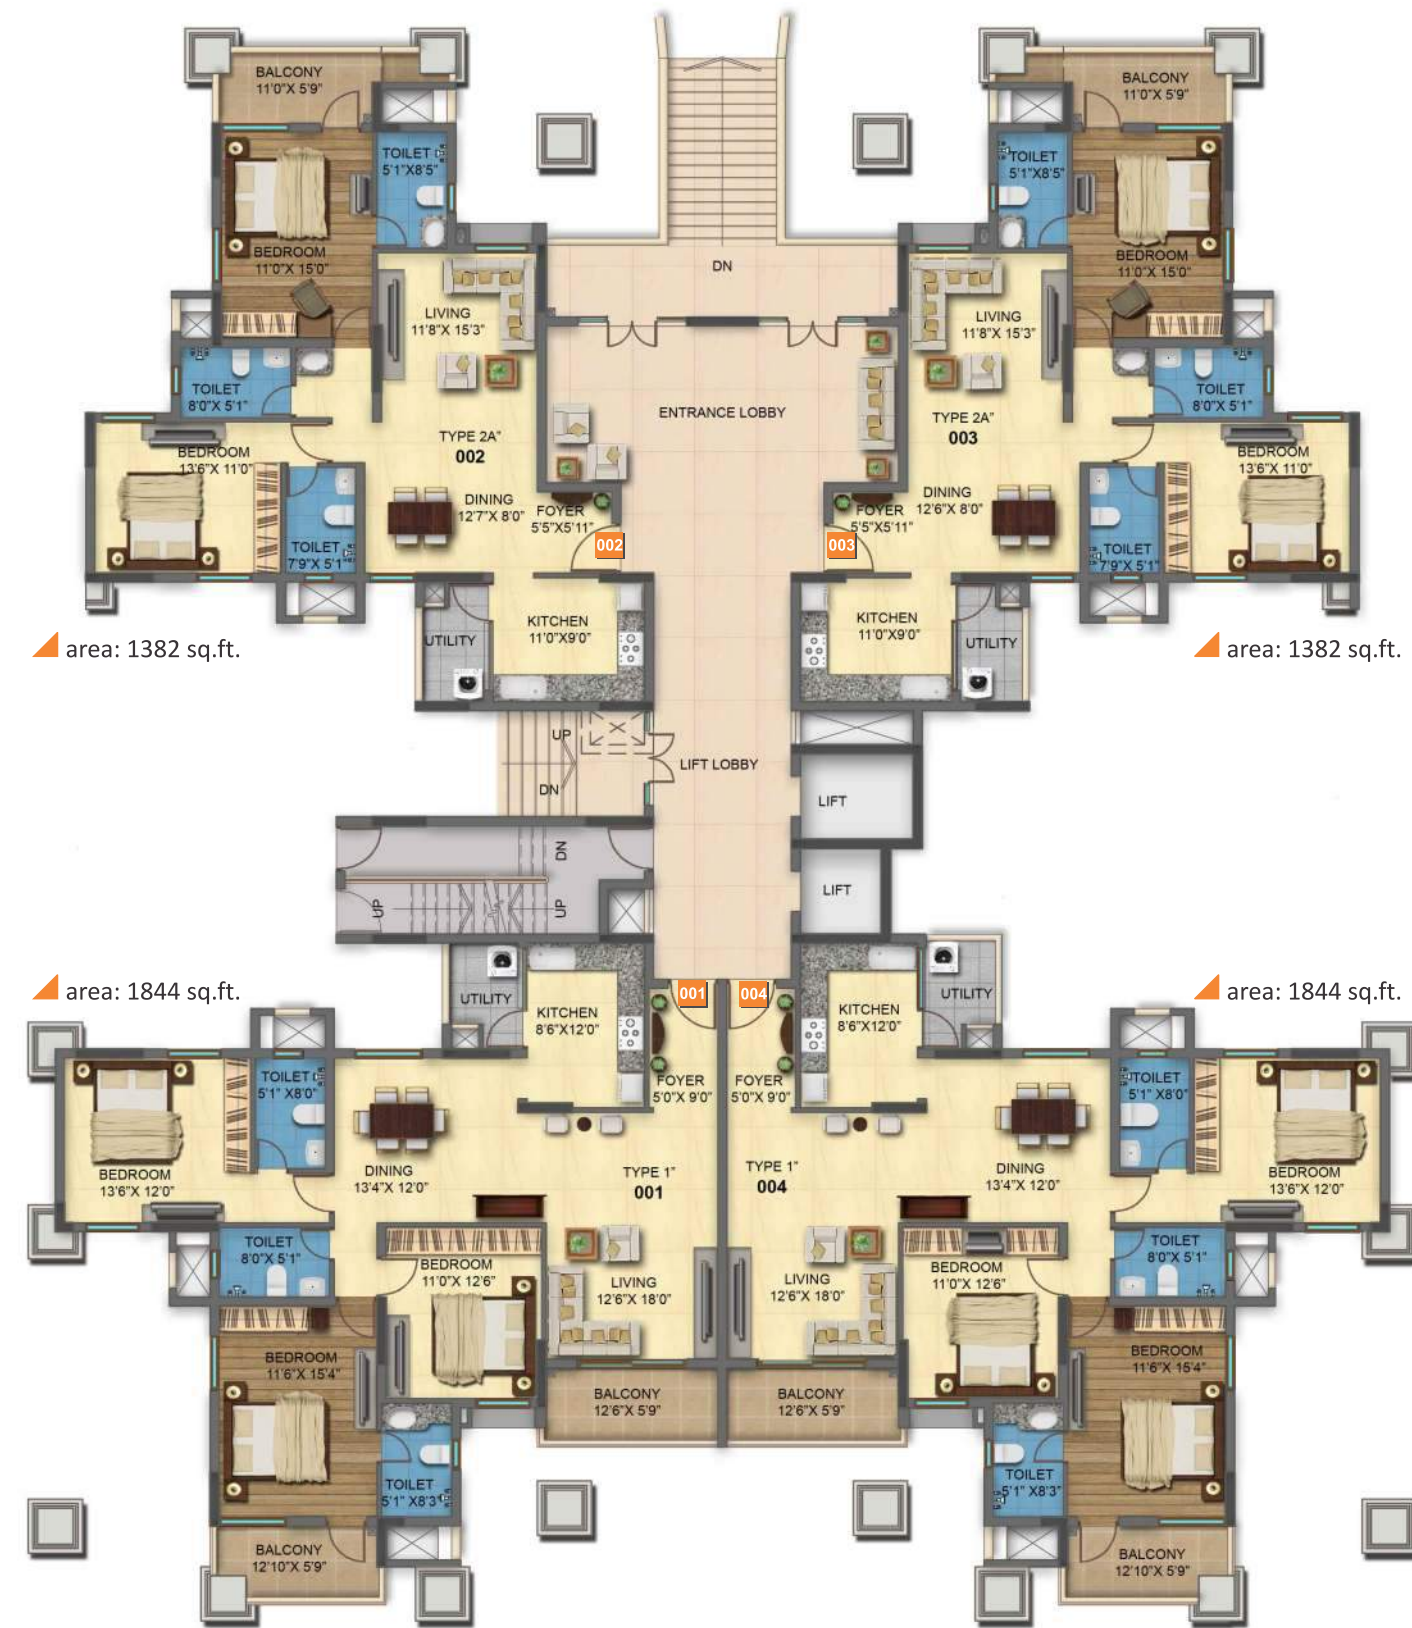 BALCONY
11'0"X 5'9"
TOILET
5'1"X8'5"
BEDROOM
11'0"X 15'0"
LIVING
11'8"X 15'3"
TOILET
8'0"X 5'1"
BEDROOM
13'6"X 11'0"
TYPE 2A"
002
DINING
12'7"X 8'0"
FOYER
5'5"X5'11"
002
TOILET
7'9"X 5'1"
KITCHEN
11'0"X9'0"
UTILITY
area: 1382 sq.ft.
DN
ENTRANCE LOBBY
BALCONY
11'0"X 5'9"
TOILET
5'1"X8'5"
BEDROOM
11'0"X 15'0"
LIVING
11'8"X 15'3"
TOILET
8'0"X 5'1"
TYPE 2A"
003
BEDROOM
13'6"X 11'0"
DINING
12'6"X 8'0"
FOYER
5'5"X5'11"
003
TOILET
7'9"X 5'1"
KITCHEN
11'0"X9'0"
UTILITY
area: 1382 sq.ft.
UP
DN
LIFT LOBBY
LIFT
LIFT
DN
UP
UP
area: 1844 sq.ft.
UTILITY
KITCHEN
8'6"X12'0"
001
FOYER
5'0"X 9'0"
TOILET
5'1" X8'0"
BEDROOM
13'6"X 12'0"
DINING
13'4"X 12'0"
TYPE 1"
001
TOILET
8'0"X 5'1"
BEDROOM
11'0"X 12'6"
LIVING
12'6"X 18'0"
BEDROOM
11'6"X 15'4"
BALCONY
12'6"X 5'9"
TOILET
5'1" X8'3"
BALCONY
12'10"X 5'9"
area: 1844 sq.ft.
004
KITCHEN
8'6"X12'0"
UTILITY
FOYER
5'0"X 9'0"
TOILET
5'1" X8'0"
TYPE 1"
004
DINING
13'4"X 12'0"
BEDROOM
13'6"X 12'0"
TOILET
8'0"X 5'1"
LIVING
12'6"X 18'0"
BEDROOM
11'0"X 12'6"
BEDROOM
11'6"X 15'4"
BALCONY
12'6"X 5'9"
TOILET
5'1" X8'3"
BALCONY
12'10"X 5'9"